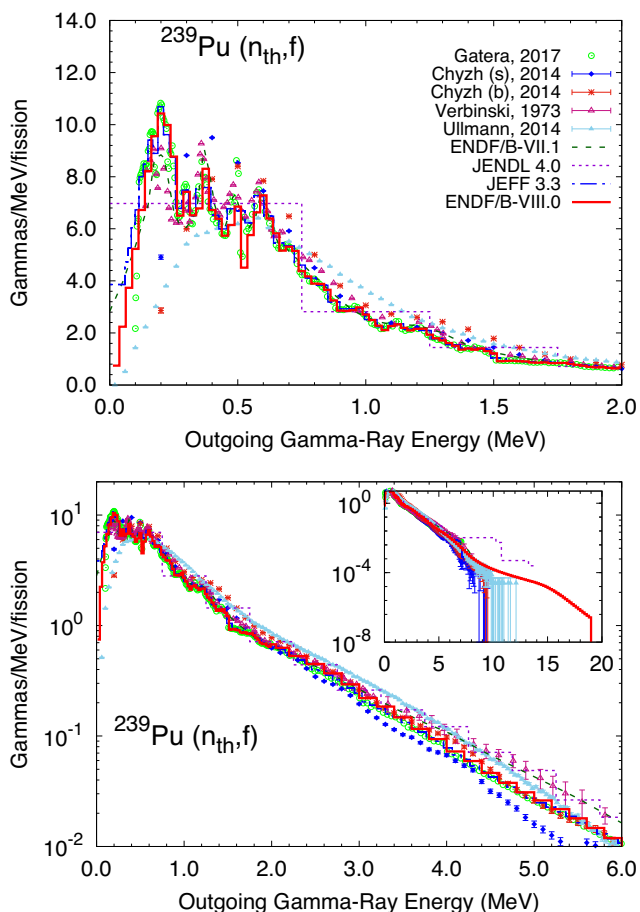 ²³⁹Pu (nth,f)
Gatera, 2017
Chyzh (s), 2014
Chyzh (b), 2014
Verbinski, 1973
Ullmann, 2014
ENDF/B-VII.1
JENDL 4.0
JEFF 3.3
ENDF/B-VIII.0
Gammas/MeV/fission
14.0
12.0
10.0
8.0
6.0
4.0
2.0
0.0
0.0 0.5 1.0 1.5 2.0
Outgoing Gamma-Ray Energy (MeV)
Gammas/MeV/fission
10¹
10⁰
10⁻¹
10⁻²
10⁰
10⁻⁴
10⁻⁸
0 5 10 15 20
²³⁹Pu (nth,f)
0.0 1.0 2.0 3.0 4.0 5.0 6.0
Outgoing Gamma-Ray Energy (MeV)